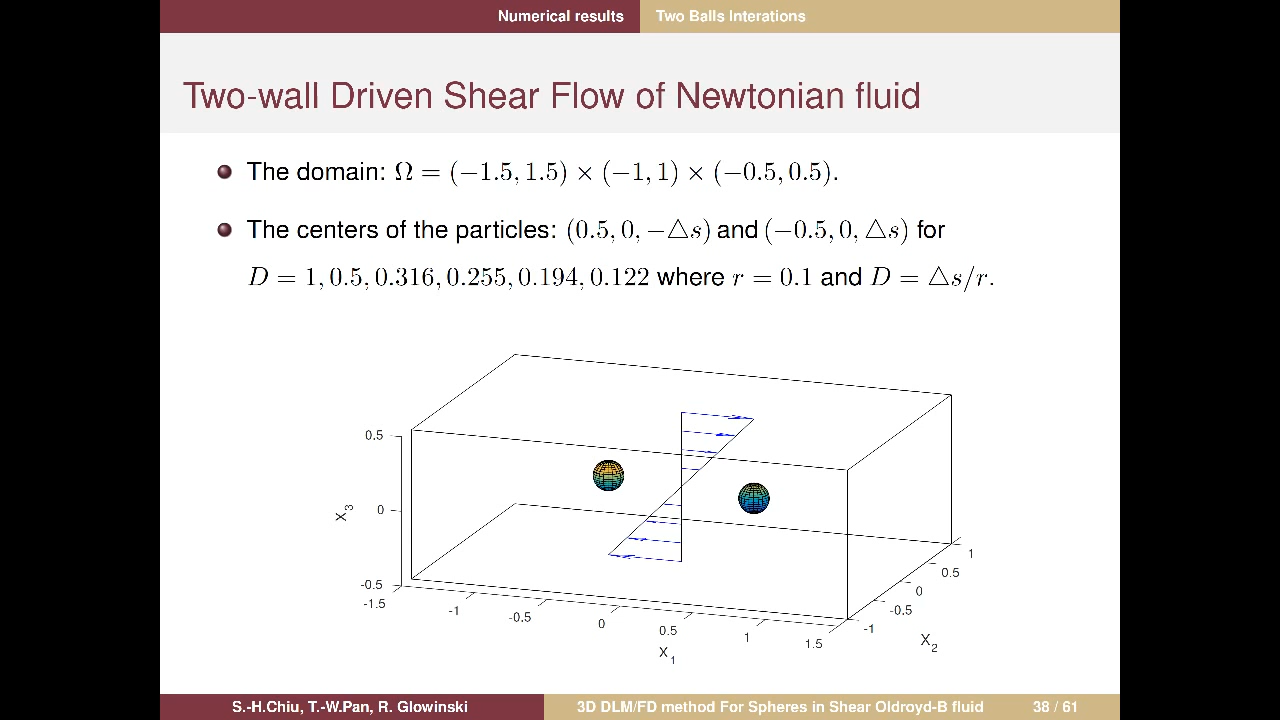 Numerical results Two Balls Interations
Two-wall Driven Shear Flow of Newtonian fluid
The domain: Ω = (−1.5, 1.5) × (−1, 1) × (−0.5, 0.5).
The centers of the particles: (0.5, 0, −△s) and (−0.5, 0, △s) for
D = 1, 0.5, 0.316, 0.255, 0.194, 0.122 where r = 0.1 and D = △s/r.
0.5
0
-0.5
X3
-1.5
-1
-0.5
0
0.5
1
1.5
X1
-1
-0.5
0
0.5
1
X2
S.-H.Chiu, T.-W.Pan, R. Glowinski 3D DLM/FD method For Spheres in Shear Oldroyd-B fluid 38 / 61